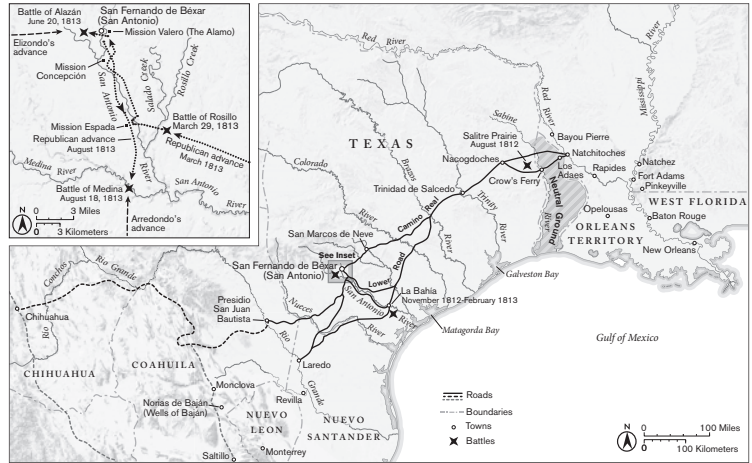 Battle of Alazán
June 20, 1813
San Fernando de Béxar
(San Antonio)
Mission Valero (The Alamo)
Elizondo's
advance
Mission
Concepción
San Antonio
River
Salado Creek
Rosillo Creek
Mission Espada
Republican advance
August 1813
Battle of Rosillo
March 29, 1813
Republican advance
March 1813
Medina River
Battle of Medina
August 18, 1813
San Antonio
River
Arredondo's
advance
N
0 3 Miles
0 3 Kilometers
Red River
River
Mississippi
Red River
Sabine
River
TEXAS
Salitre Prairie
August 1812
Bayou Pierre
Nacogdoches
Natchitoches
Crow's Ferry
Los
Adaes
Rapides
Natchez
Fort Adams
Pinkeyville
WEST FLORIDA
Neutral Ground
Opelousas
Baton Rouge
ORLEANS
TERRITORY
New Orleans
Colorado
River
Brazos
River
Trinidad de Salcedo
Trinity
River
Camino Real
San Marcos de Neve
See Inset
San Fernando de Béxar
(San Antonio)
Lower Road
San Antonio
River
La Bahía
November 1812-February 1813
Galveston Bay
Matagorda Bay
Gulf of Mexico
Conchos
Rio
Rio Grande
Chihuahua
Presidio
San Juan
Bautista
Nueces
River
Rio
Grande
Laredo
CHIHUAHUA
COAHUILA
Monclova
Norias de Baján
(Wells of Baján)
Revilla
NUEVO
LEON
NUEVO
SANTANDER
Saltillo
Monterrey
Roads
Boundaries
Towns
Battles
N
0 100 Miles
0 100 Kilometers